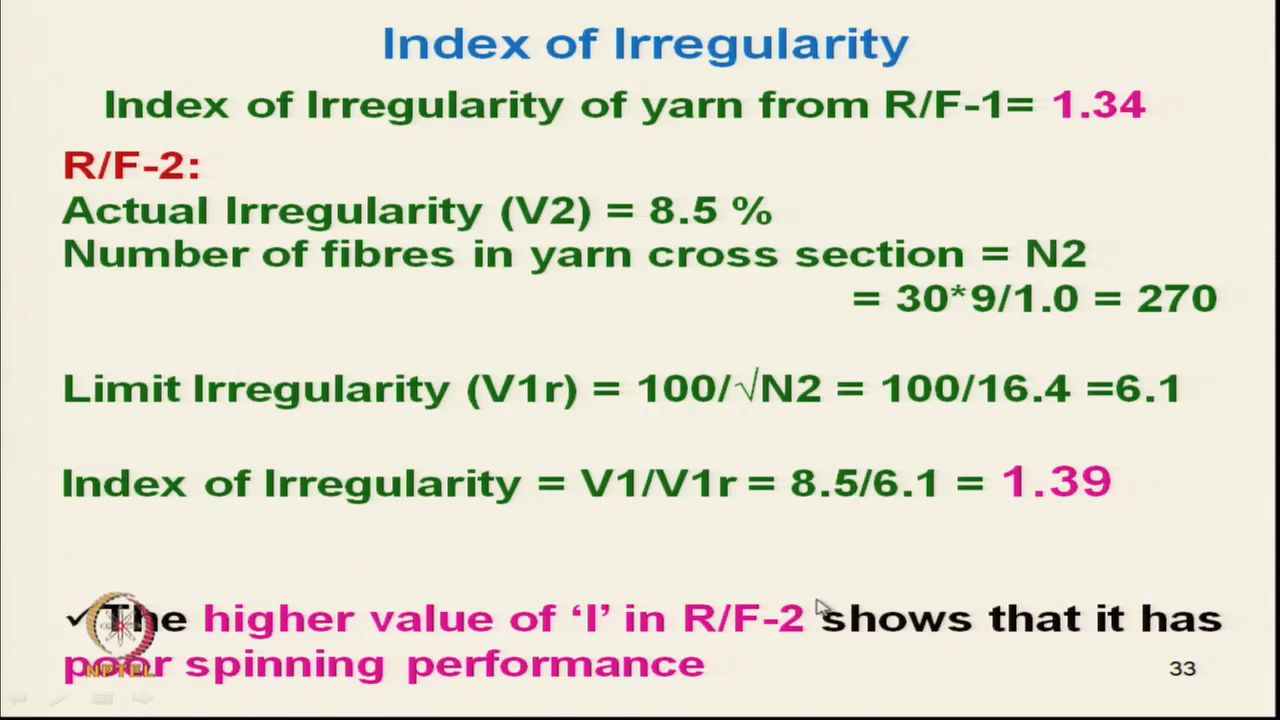 Index of Irregularity
Index of Irregularity of yarn from R/F-1= 1.34
R/F-2:
Actual Irregularity (V2) = 8.5 %
Number of fibres in yarn cross section = N2
= 30*9/1.0 = 270
Limit Irregularity (V1r) = 100/√N2 = 100/16.4 =6.1
Index of Irregularity = V1/V1r = 8.5/6.1 = 1.39
✓ The higher value of ‘I’ in R/F-2 shows that it has
poor spinning performance
NPTEL
33